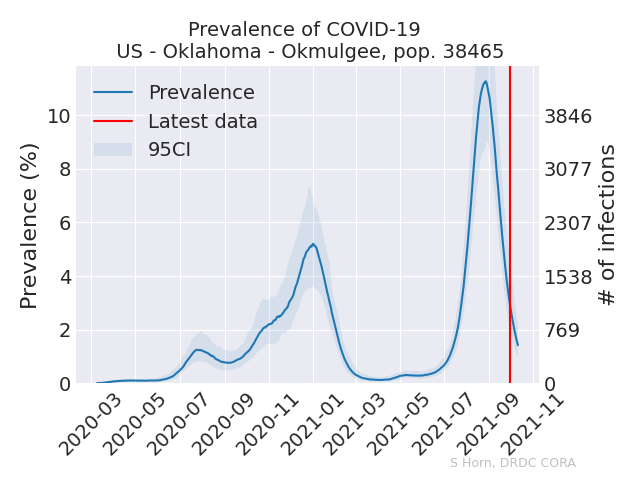 Prevalence of COVID-19
US - Oklahoma - Okmulgee, pop. 38465
Prevalence
Latest data
95CI
Prevalence (%)
10
8
6
4
2
0
# of infections
3846
3077
2307
1538
769
0
2020-03
2020-05
2020-07
2020-09
2020-11
2021-01
2021-03
2021-05
2021-07
2021-09
2021-11
S Horn, DRDC CORA